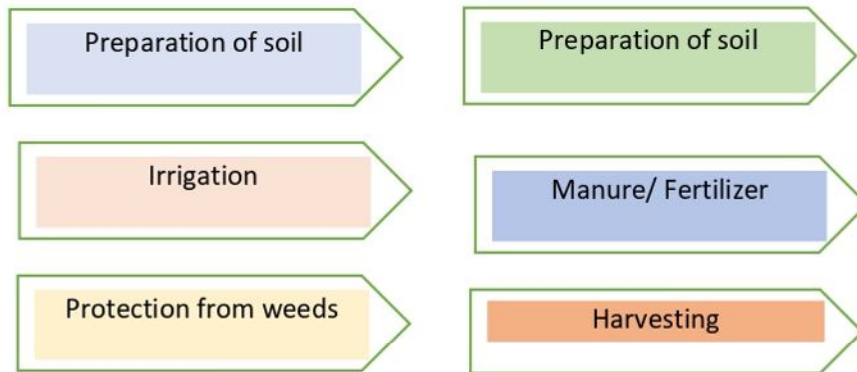 Preparation of soil
Preparation of soil
Irrigation
Manure/ Fertilizer
Protection from weeds
Harvesting